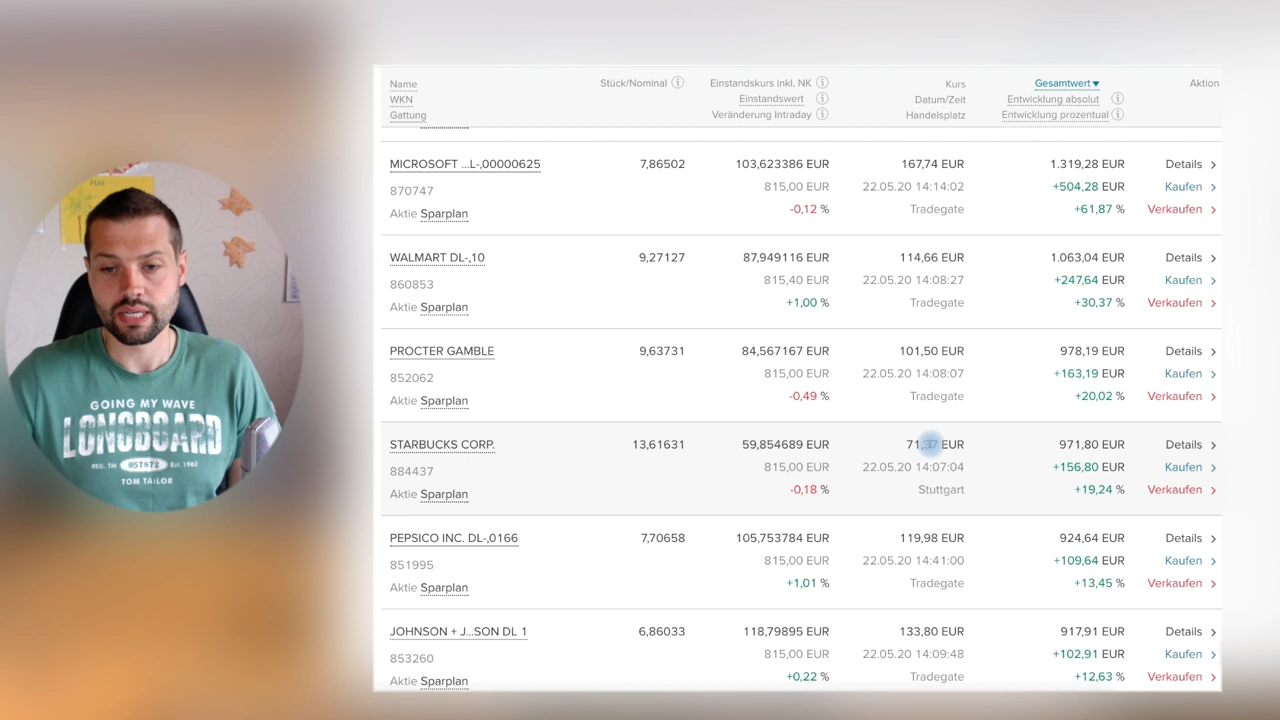 Name
WKN
Gattung
Stück/Nominal
Einstandskurs inkl. NK
Einstandswert
Veränderung Intraday
Kurs
Datum/Zeit
Handelsplatz
Gesamtwert
Entwicklung absolut
Entwicklung prozentual
Aktion
MICROSOFT ...L-,00000625 7,86502 103,623386 EUR 167,74 EUR 1.319,28 EUR Details
870747 815,00 EUR 22.05.20 14:14:02 +504,28 EUR Kaufen
Aktie Sparplan -0,12 % Tradegate +61,87 % Verkaufen
WALMART DL-,10 9,27127 87,949116 EUR 114,66 EUR 1.063,04 EUR Details
860853 815,40 EUR 22.05.20 14:08:27 +247,64 EUR Kaufen
Aktie Sparplan +1,00 % Tradegate +30,37 % Verkaufen
PROCTER GAMBLE 9,63731 84,567167 EUR 101,50 EUR 978,19 EUR Details
852062 815,00 EUR 22.05.20 14:08:07 +163,19 EUR Kaufen
Aktie Sparplan -0,49 % Tradegate +20,02 % Verkaufen
STARBUCKS CORP. 13,61631 59,854689 EUR 71,37 EUR 971,80 EUR Details
884437 815,00 EUR 22.05.20 14:07:04 +156,80 EUR Kaufen
Aktie Sparplan -0,18 % Stuttgart +19,24 % Verkaufen
PEPSICO INC. DL-,0166 7,70658 105,753784 EUR 119,98 EUR 924,64 EUR Details
851995 815,00 EUR 22.05.20 14:41:00 +109,64 EUR Kaufen
Aktie Sparplan +1,01 % Tradegate +13,45 % Verkaufen
JOHNSON + J...SON DL 1 6,86033 118,79895 EUR 133,80 EUR 917,91 EUR Details
853260 815,00 EUR 22.05.20 14:09:48 +102,91 EUR Kaufen
Aktie Sparplan +0,22 % Tradegate +12,63 % Verkaufen
GOING MY WAVE
LONGBOARD
REG. TM 957872 Est. 1962
TOM TAILOR